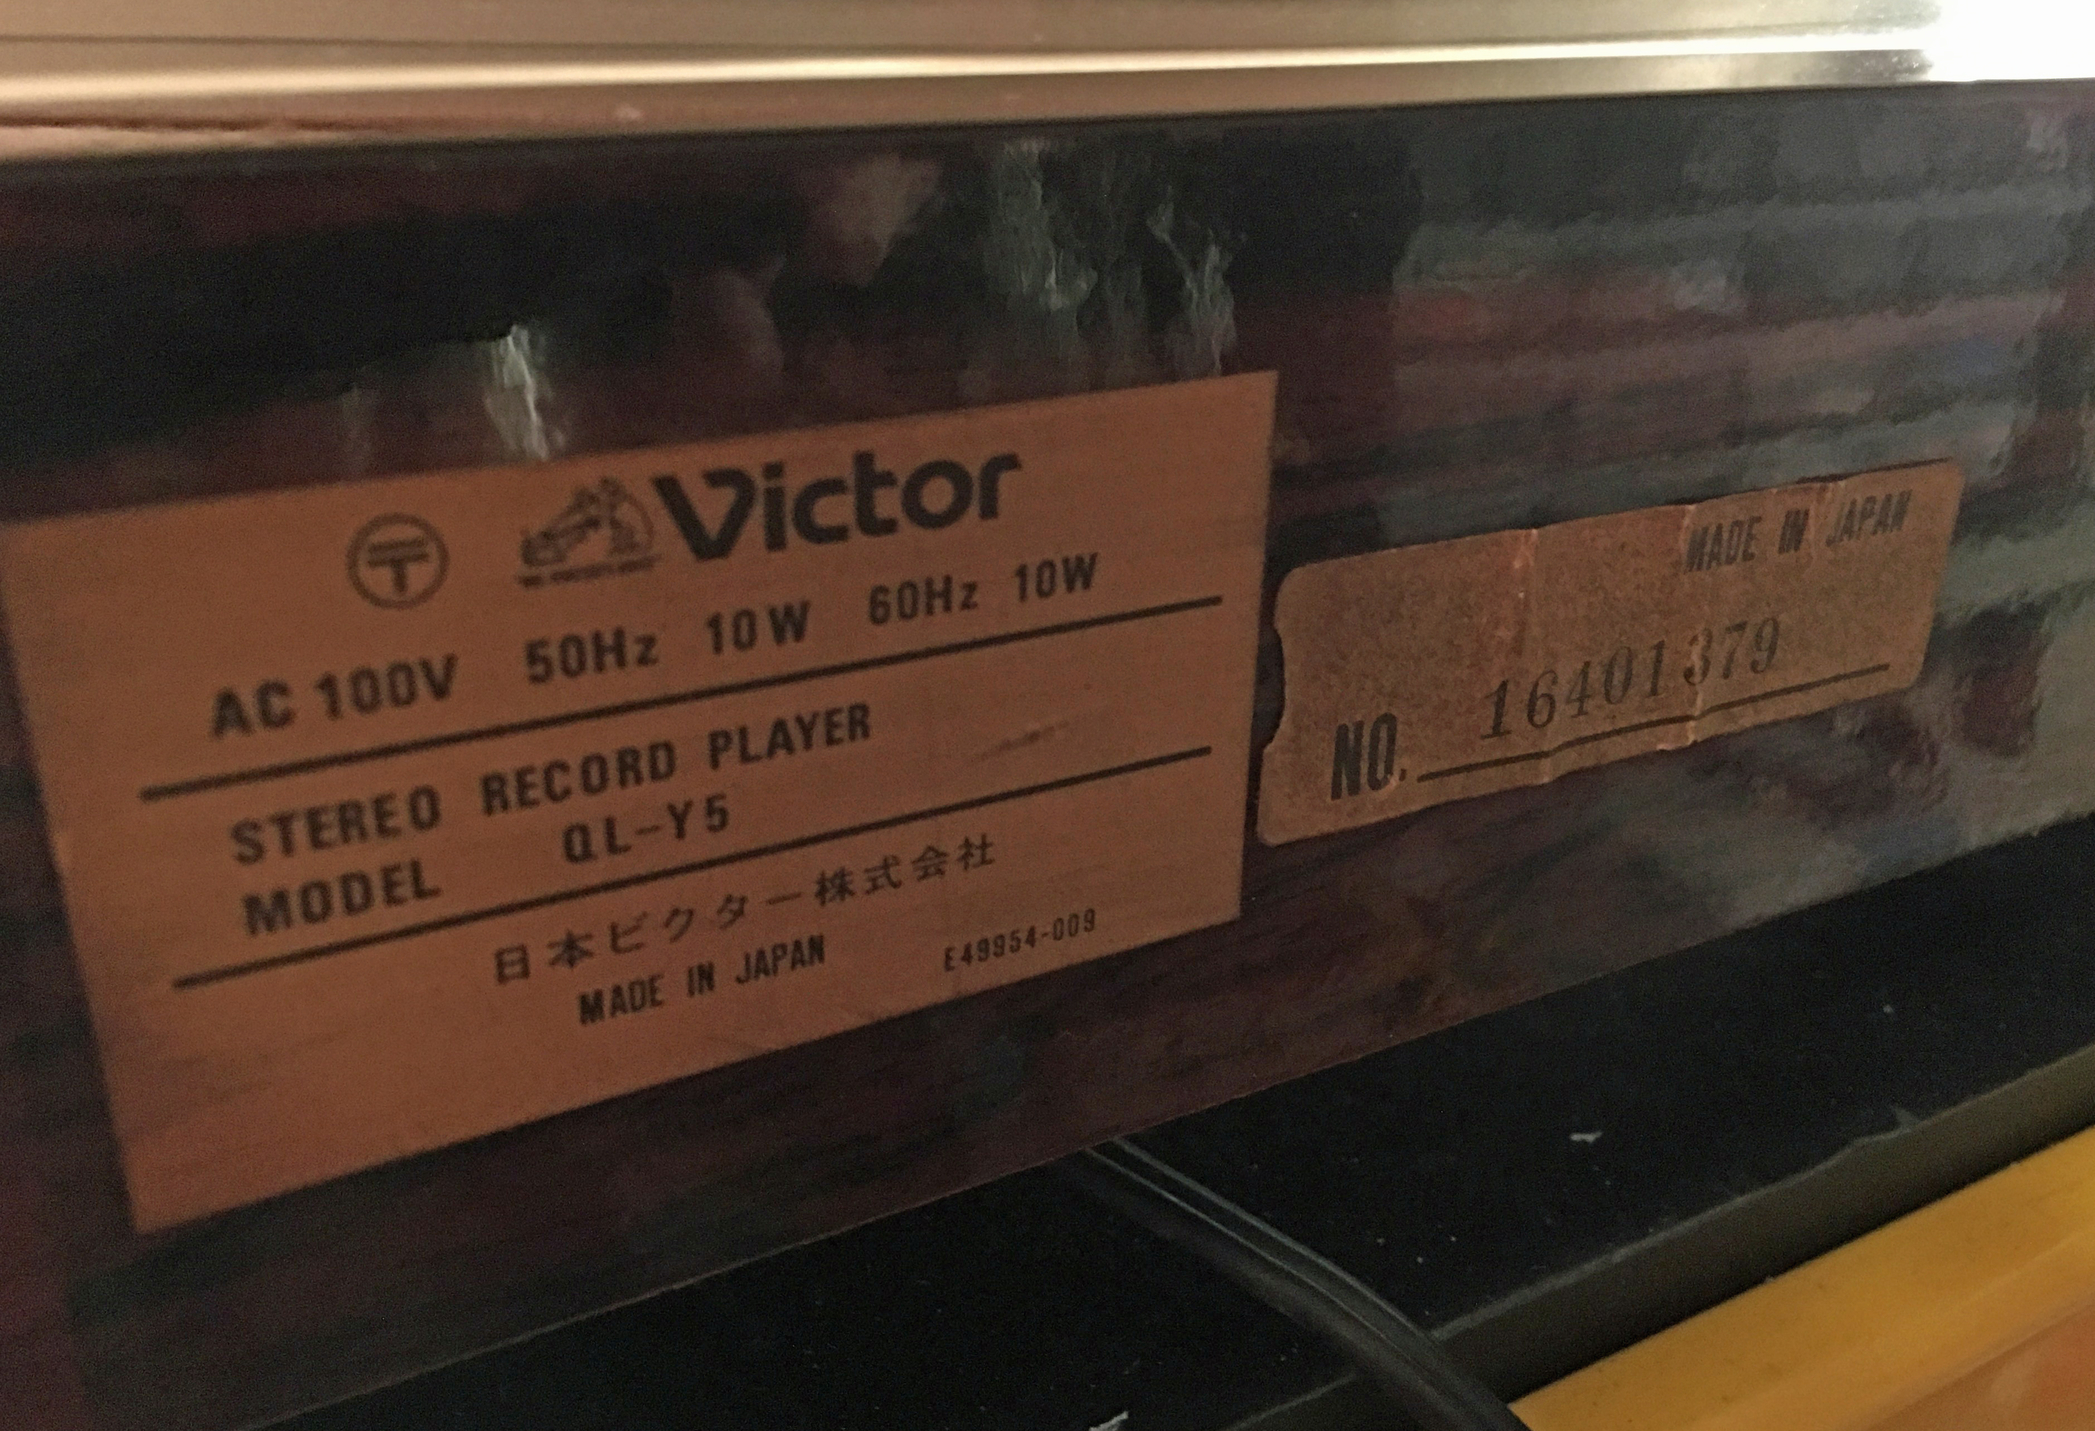 〒 Victor
AC 100V 50Hz 10W 60Hz 10W
STEREO RECORD PLAYER
MODEL QL-Y5
日本ビクター株式会社
MADE IN JAPAN E49954-009
MADE IN JAPAN
NO. 16401379